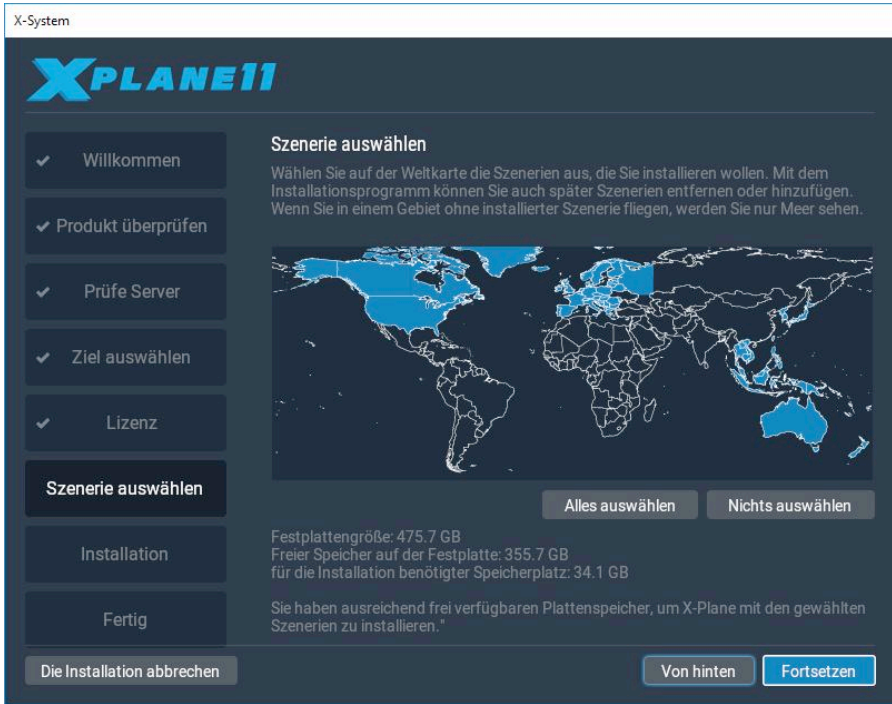 X-System
XPLANE11
Willkommen
Produkt überprüfen
Prüfe Server
Ziel auswählen
Lizenz
Szenerie auswählen
Installation
Fertig
Szenerie auswählen
Wählen Sie auf der Weltkarte die Szenerien aus, die Sie installieren wollen. Mit dem
Installationsprogramm können Sie auch später Szenerien entfernen oder hinzufügen.
Wenn Sie in einem Gebiet ohne installierter Szenerie fliegen, werden Sie nur Meer sehen.
Alles auswählen
Nichts auswählen
Festplattengröße: 475.7 GB
Freier Speicher auf der Festplatte: 355.7 GB
für die Installation benötigter Speicherplatz: 34.1 GB
Sie haben ausreichend frei verfügbaren Plattenspeicher, um X-Plane mit den gewählten
Szenerien zu installieren."
Die Installation abbrechen
Von hinten
Fortsetzen